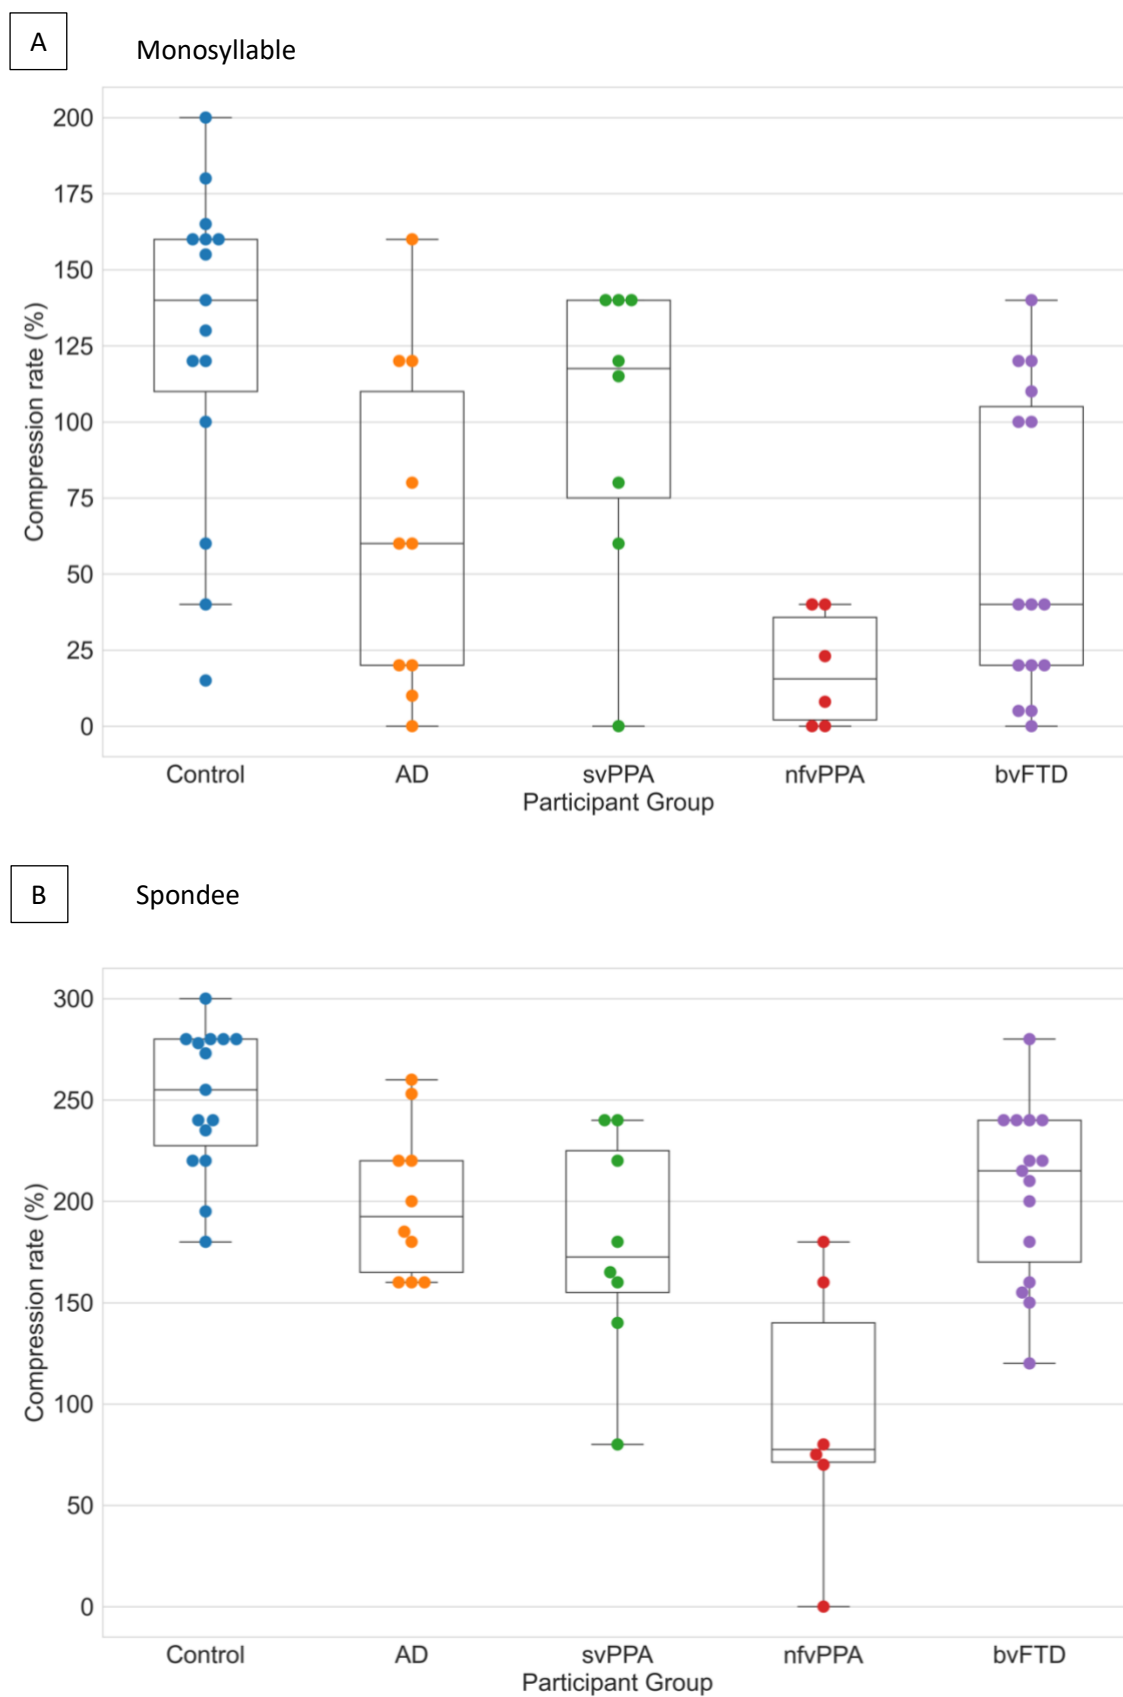 A
Monosyllable
200
175
150
125
100
75
50
25
0
Compression rate (%)
Control AD svPPA nfvPPA bvFTD
Participant Group
B
Spondee
300
250
200
150
100
50
0
Compression rate (%)
Control AD svPPA nfvPPA bvFTD
Participant Group